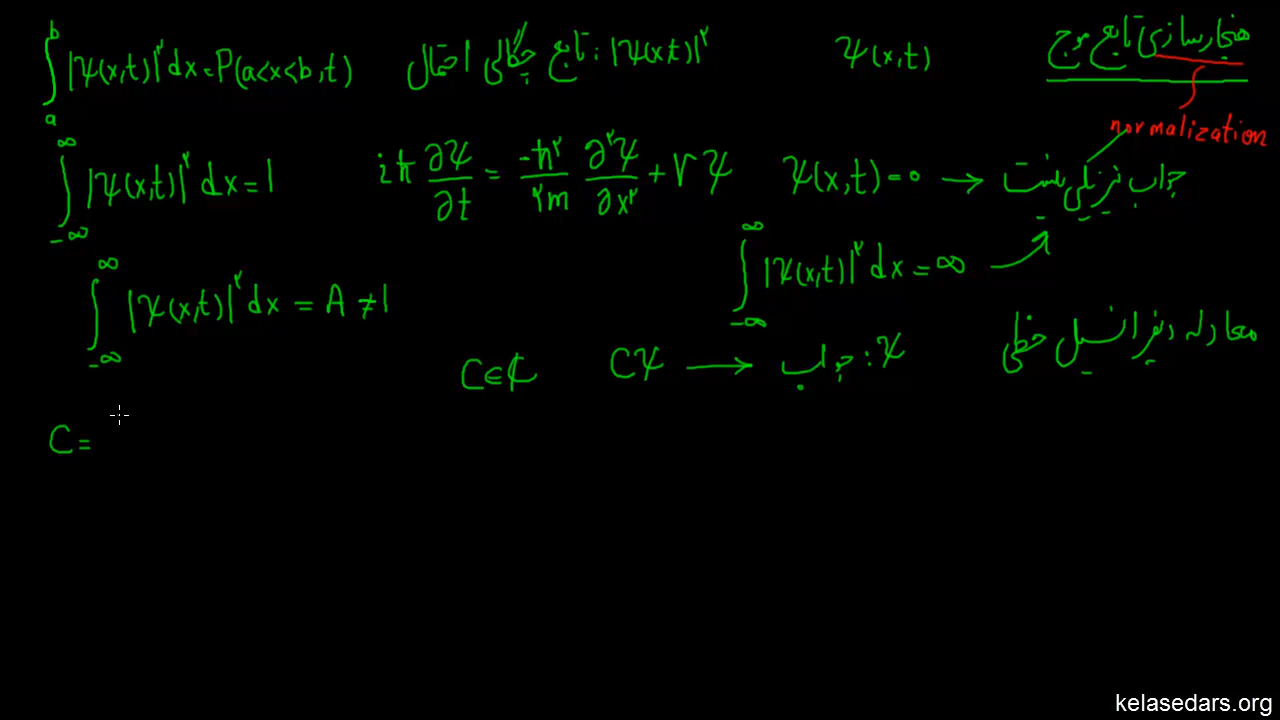 هنجارسازی تابع موج
normalization
Ψ(x,t)
|Ψ(x,t)|² : تابع چگالی احتمال
∫ₐᵇ |Ψ(x,t)|² dx = P(a<x<b, t)
∫_{-∞}^{∞} |Ψ(x,t)|² dx = 1
iħ ∂Ψ/∂t = -ħ²/۲m ∂²Ψ/∂x² + VΨ
Ψ(x,t) = 0 → جواب فیزیکی نیست
∫_{-∞}^{∞} |Ψ(x,t)|² dx = ∞
∫_{-∞}^{∞} |Ψ(x,t)|² dx = A ≠ 1
معادله دیفرانسیل خطی
Ψ : جواب → CΨ C∈ℂ
C =
kelasedars.org